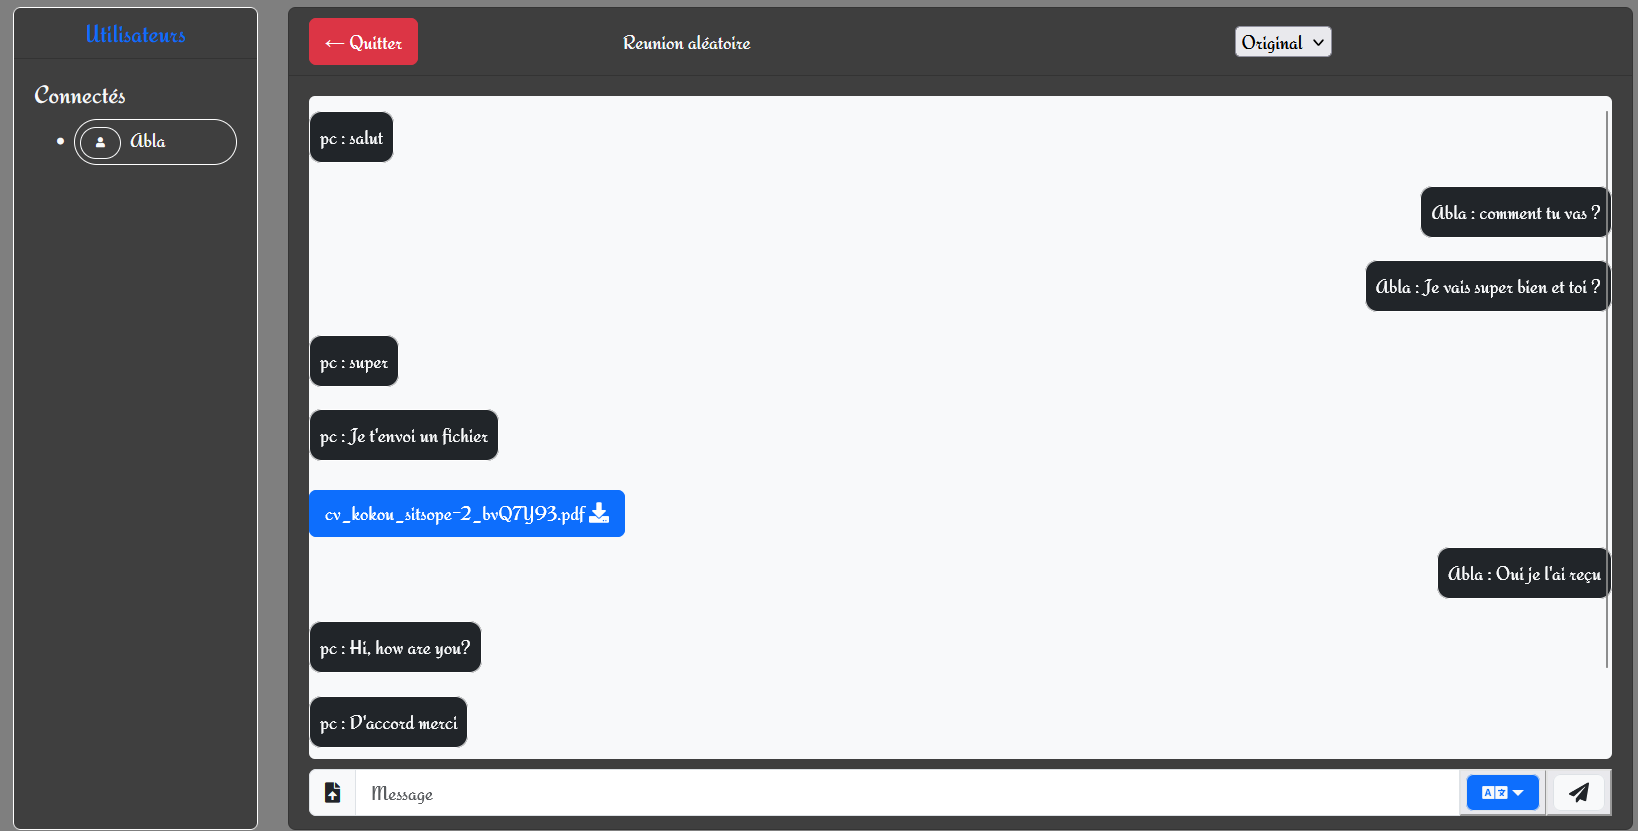 Utilisateurs
Connectés
Abla
← Quitter
Reunion aléatoire
Original
pc : salut
Abla : comment tu vas ?
Abla : Je vais super bien et toi ?
pc : super
pc : Je t'envoi un fichier
cv_kokou_sitsope-2_bvQ7Y93.pdf
Abla : Oui je l'ai reçu
pc : Hi, how are you?
pc : D'accord merci
Message